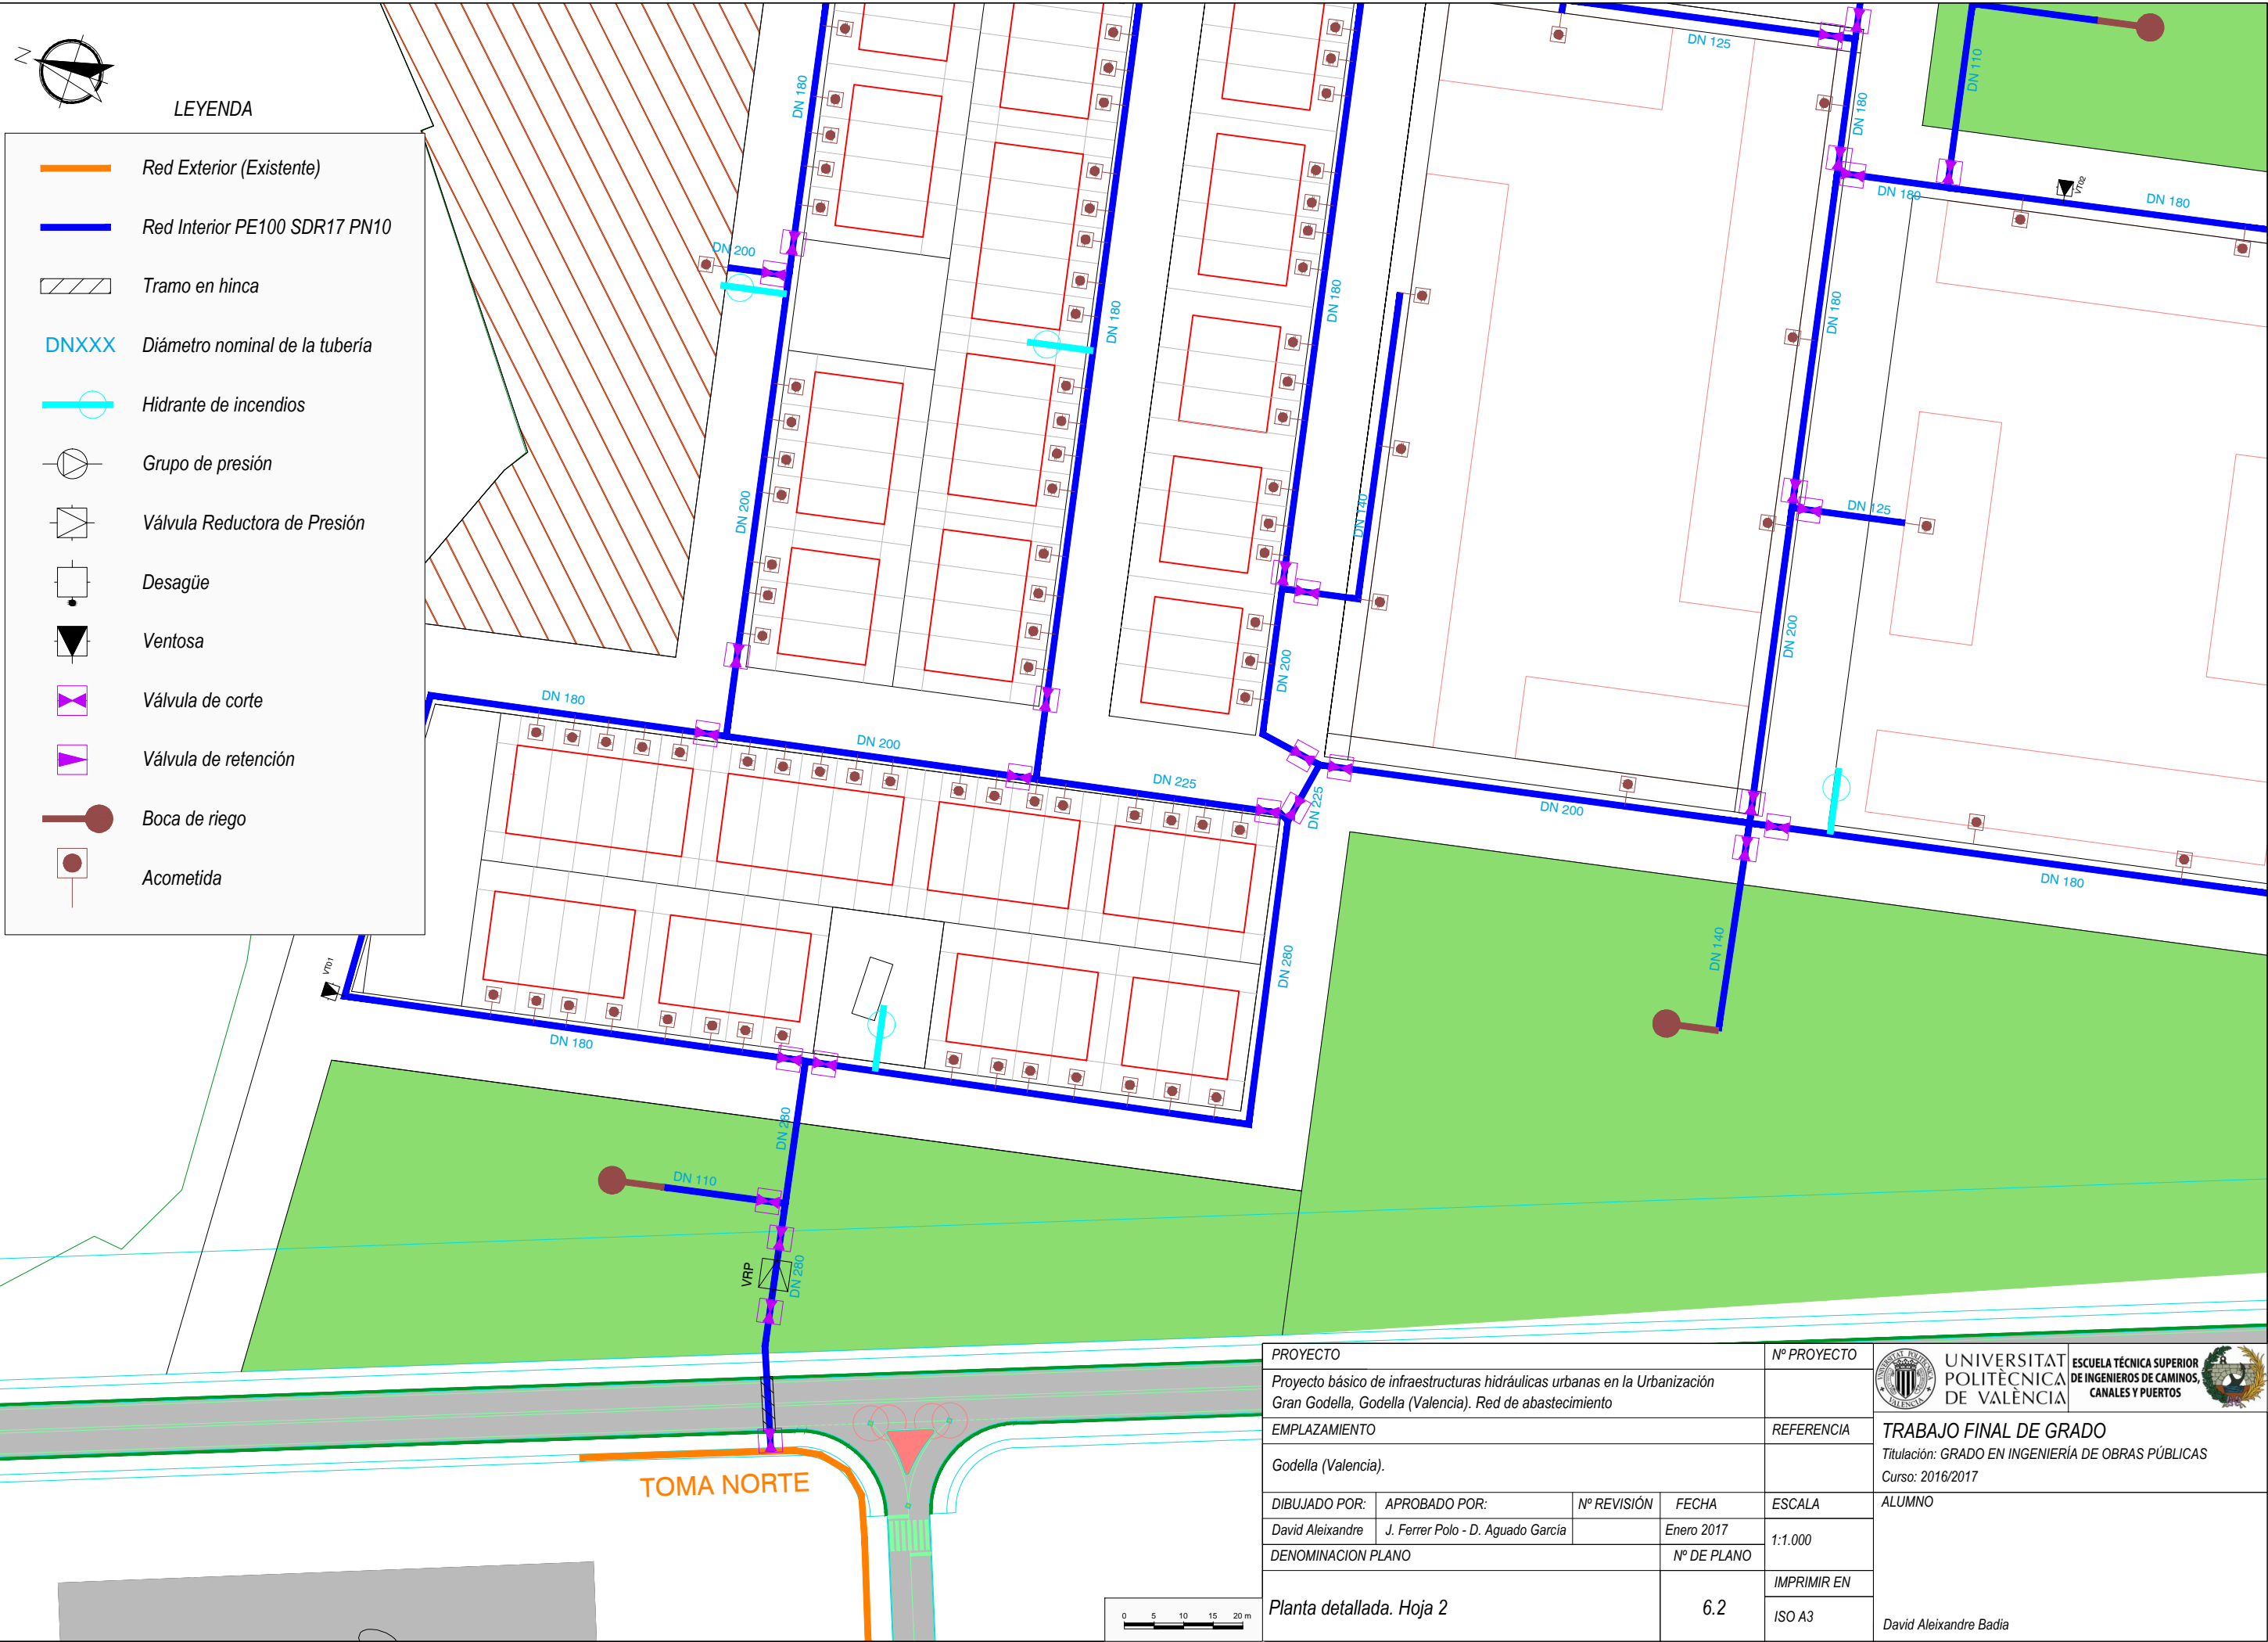 N
LEYENDA
Red Exterior (Existente)
Red Interior PE100 SDR17 PN10
Tramo en hinca
DNXXX Diámetro nominal de la tubería
Hidrante de incendios
Grupo de presión
Válvula Reductora de Presión
Desagüe
Ventosa
Válvula de corte
Válvula de retención
Boca de riego
Acometida
DN 180
DN 125
DN 110
DN 180
DN 180
VT02
DN 180
DN 200
DN 180
DN 180
DN 180
DN 200
DN 140
DN 125
DN 200
DN 200
DN 180
DN 200
DN 225
DN 225
DN 200
DN 180
DN 140
DN 280
VT01
DN 180
DN 280
DN 110
VRP
DN 280
TOMA NORTE
0 5 10 15 20 m
PROYECTO
Nº PROYECTO
Proyecto básico de infraestructuras hidráulicas urbanas en la Urbanización
Gran Godella, Godella (Valencia). Red de abastecimiento
EMPLAZAMIENTO
REFERENCIA
Godella (Valencia).
DIBUJADO POR:
APROBADO POR:
Nº REVISIÓN
FECHA
ESCALA
David Aleixandre
J. Ferrer Polo - D. Aguado García
Enero 2017
1:1.000
DENOMINACION PLANO
Nº DE PLANO
Planta detallada. Hoja 2
6.2
IMPRIMIR EN
ISO A3
UNIVERSITAT
POLITÈCNICA
DE VALÈNCIA
ESCUELA TÉCNICA SUPERIOR
DE INGENIEROS DE CAMINOS,
CANALES Y PUERTOS
TRABAJO FINAL DE GRADO
Titulación: GRADO EN INGENIERÍA DE OBRAS PÚBLICAS
Curso: 2016/2017
ALUMNO
David Aleixandre Badia